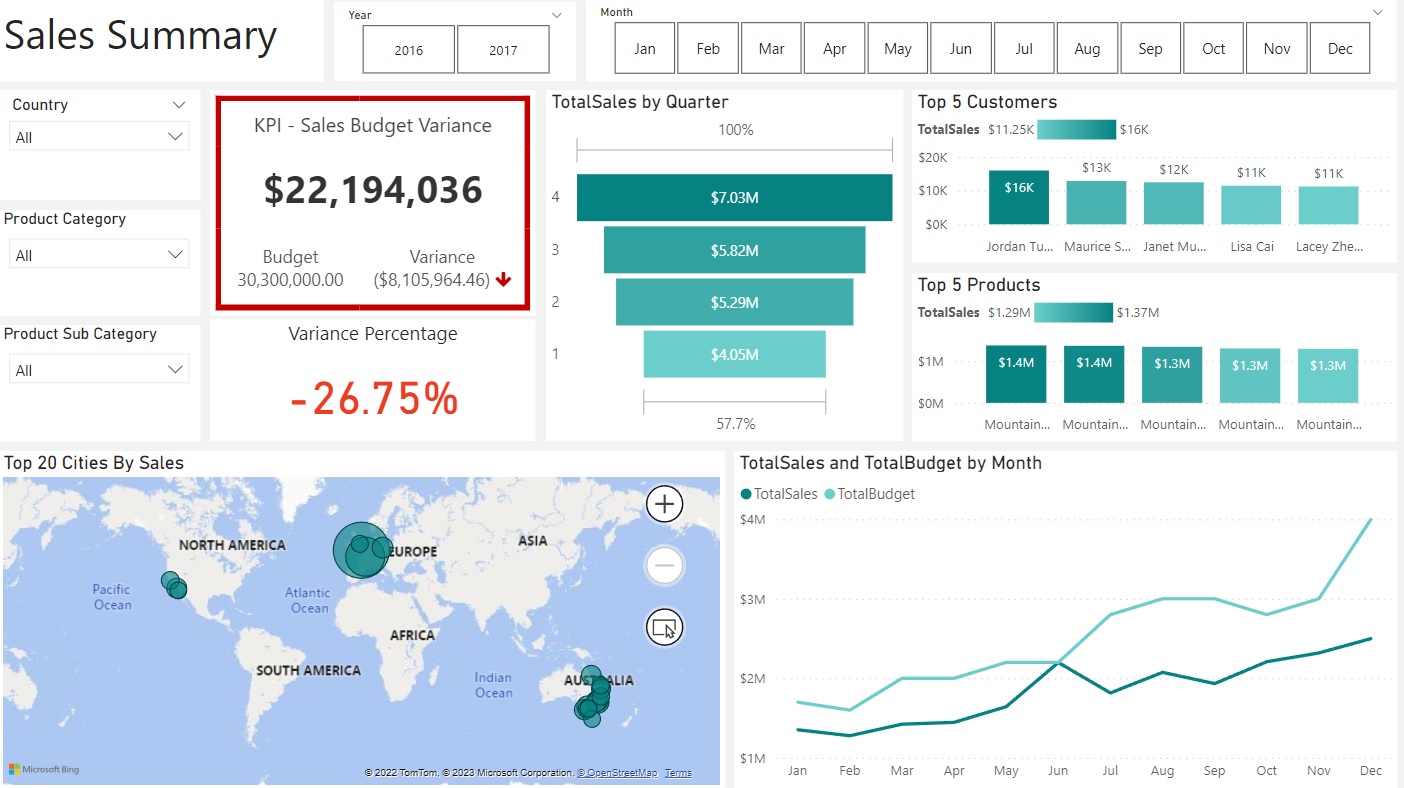 Sales Summary
Year
2016 2017
Month
Jan Feb Mar Apr May Jun Jul Aug Sep Oct Nov Dec
Country
All
Product Category
All
Product Sub Category
All
KPI - Sales Budget Variance
$22,194,036
Budget Variance
30,300,000.00 ($8,105,964.46)
Variance Percentage
-26.75%
TotalSales by Quarter
100%
4 $7.03M
3 $5.82M
2 $5.29M
1 $4.05M
57.7%
Top 5 Customers
TotalSales $11.25K $16K
$20K
$10K
$0K
$16K $13K $12K $11K $11K
Jordan Tu... Maurice S... Janet Mu... Lisa Cai Lacey Zhe...
Top 5 Products
TotalSales $1.29M $1.37M
$1M
$0M
$1.4M $1.4M $1.3M $1.3M $1.3M
Mountain... Mountain... Mountain... Mountain... Mountain...
Top 20 Cities By Sales
NORTH AMERICA
EUROPE
ASIA
Pacific
Ocean
Atlantic
Ocean
AFRICA
SOUTH AMERICA
Indian
Ocean
AUSTRALIA
Microsoft Bing
© 2022 TomTom, © 2023 Microsoft Corporation, © OpenStreetMap Terms
TotalSales and TotalBudget by Month
TotalSales TotalBudget
$4M
$3M
$2M
$1M
Jan Feb Mar Apr May Jun Jul Aug Sep Oct Nov Dec